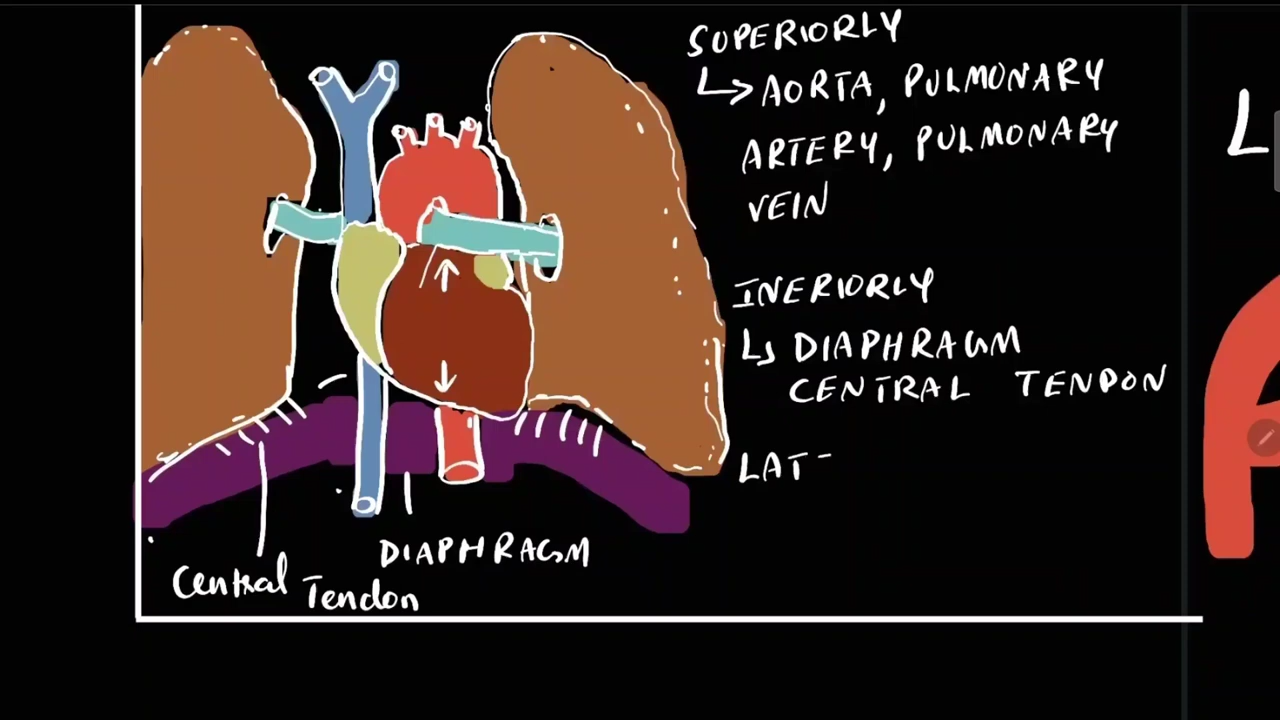 SUPERIORLY
↳ AORTA, PULMONARY
ARTERY, PULMONARY
VEIN
INERIORLY
↳ DIAPHRAGM
CENTRAL TENDON
LAT-
DIAPHRAGM
Central Tendon
L